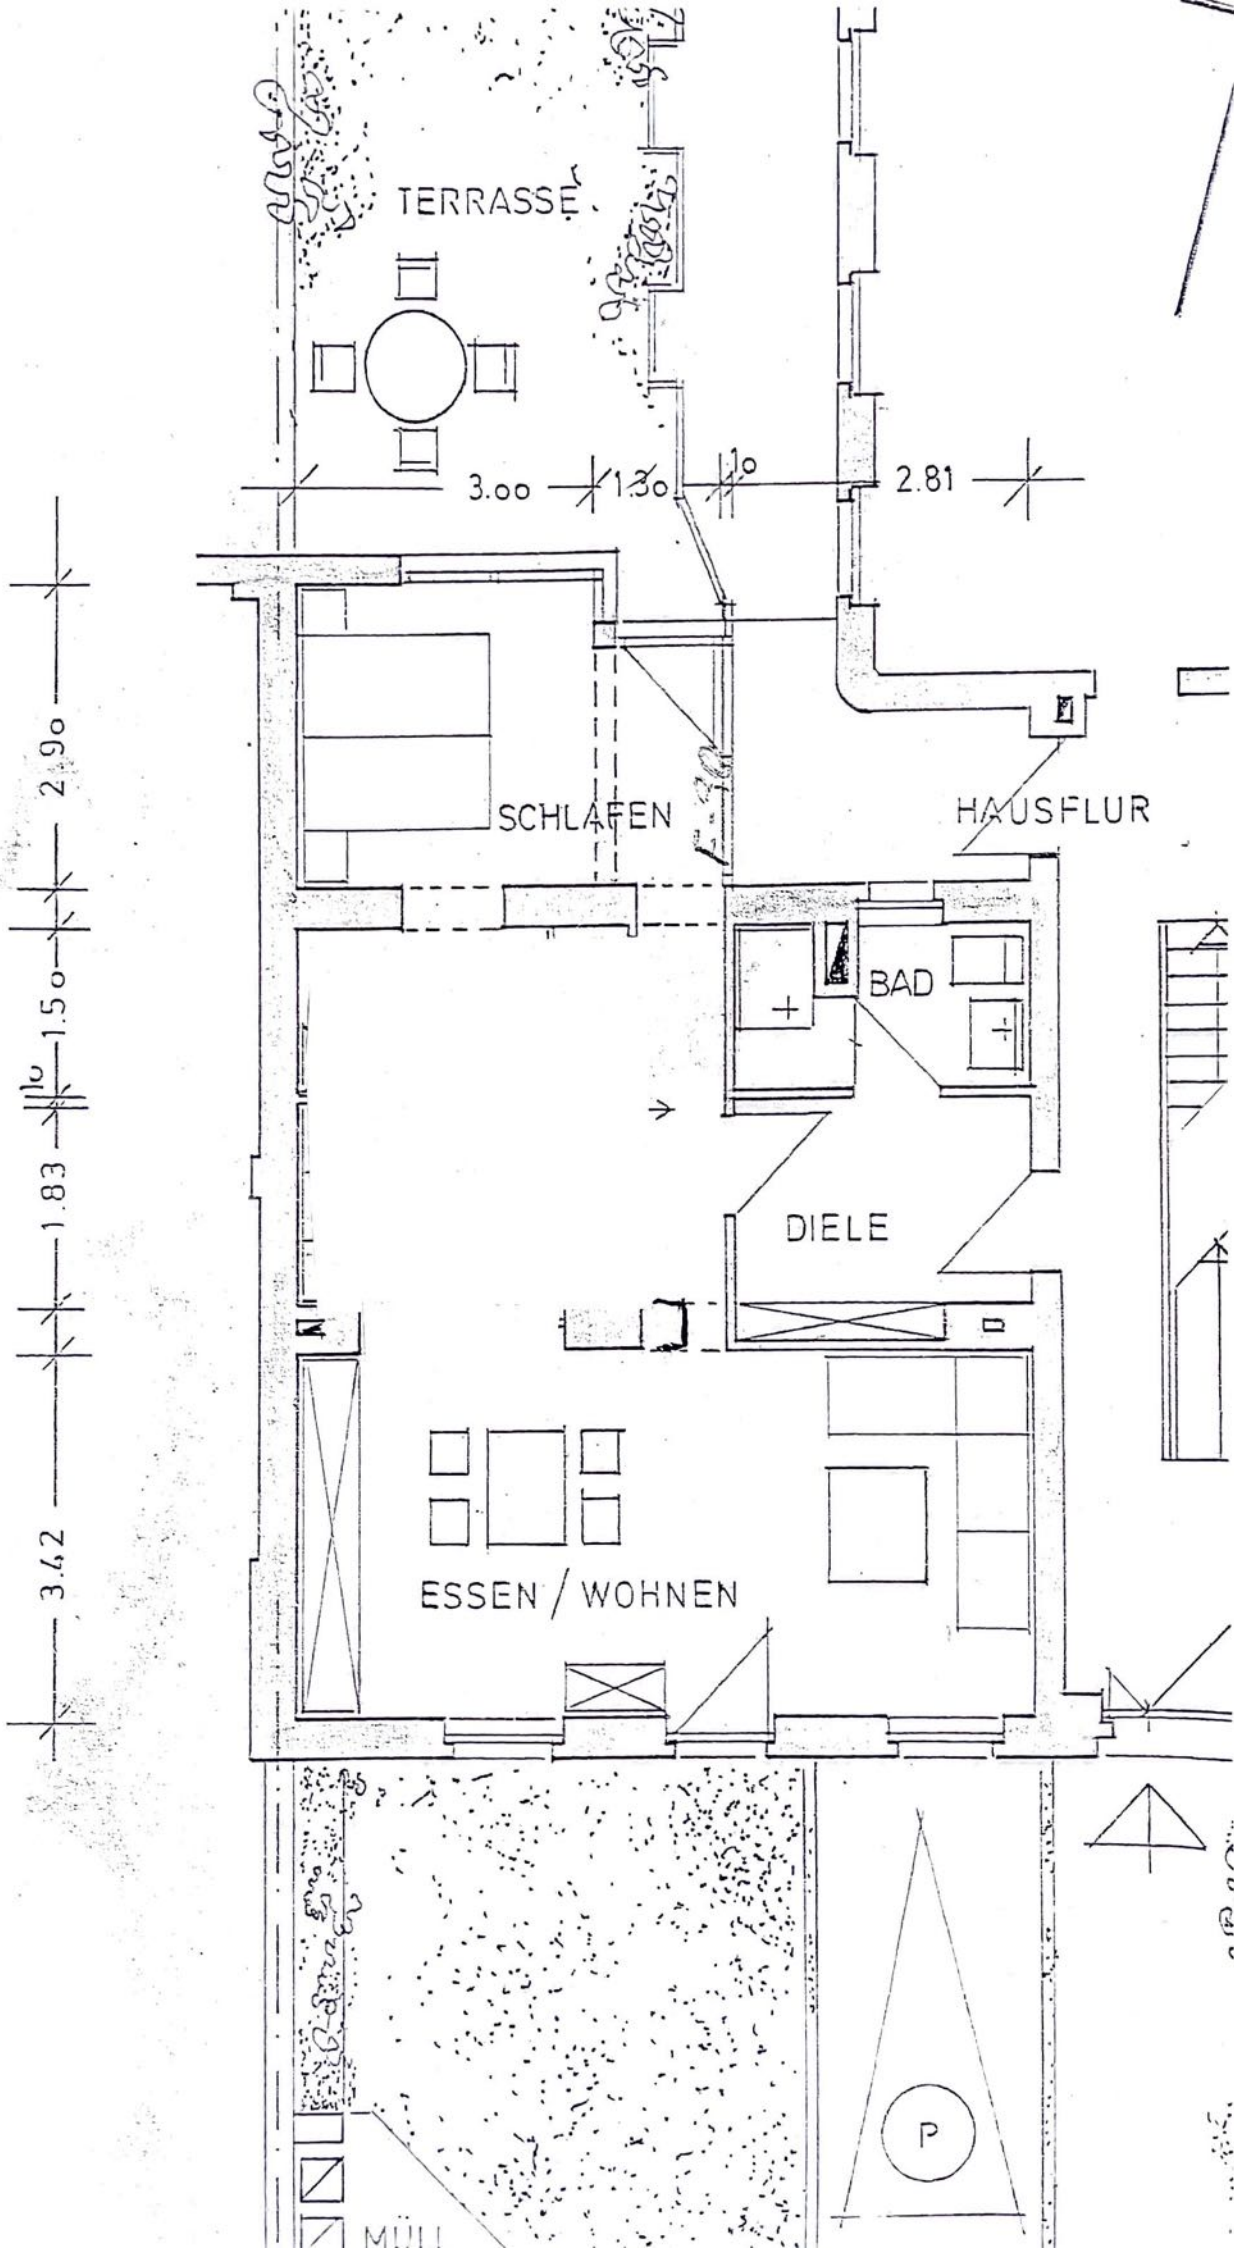 TERRASSE
3.00
1.30
10
2.81
2.90
SCHLAFEN
F-90
HAUSFLUR
1.50
BAD
10
1.83
DIELE
3.42
ESSEN / WOHNEN
P
MÜLL